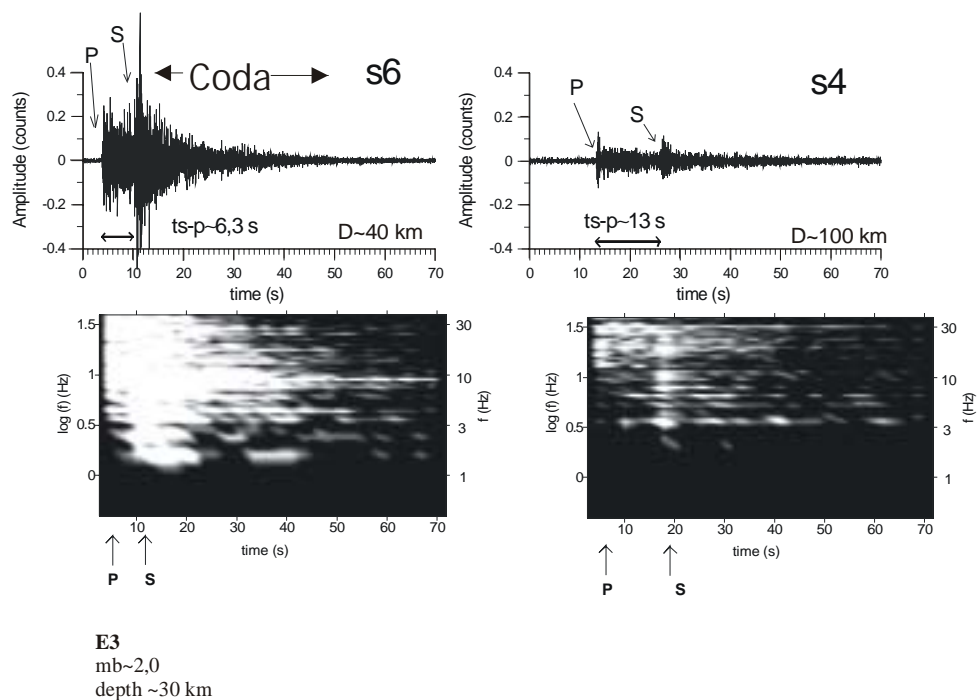 S
P
Coda
s6
0.4
0.2
0
-0.2
-0.4
Amplitude (counts)
ts-p~6,3 s
D~40 km
0 10 20 30 40 50 60 70
time (s)
s4
P
S
0.4
0.2
0
-0.2
-0.4
Amplitude (counts)
ts-p~13 s
D~100 km
0 10 20 30 40 50 60 70
time (s)
1.5
1
0.5
0
log (f) (Hz)
30
10
3
1
f (Hz)
10 20 30 40 50 60 70
time (s)
P S
1.5
1
0.5
0
log (f) (Hz)
30
10
3
1
f (Hz)
10 20 30 40 50 60 70
time (s)
P S
E3
mb~2,0
depth ~30 km